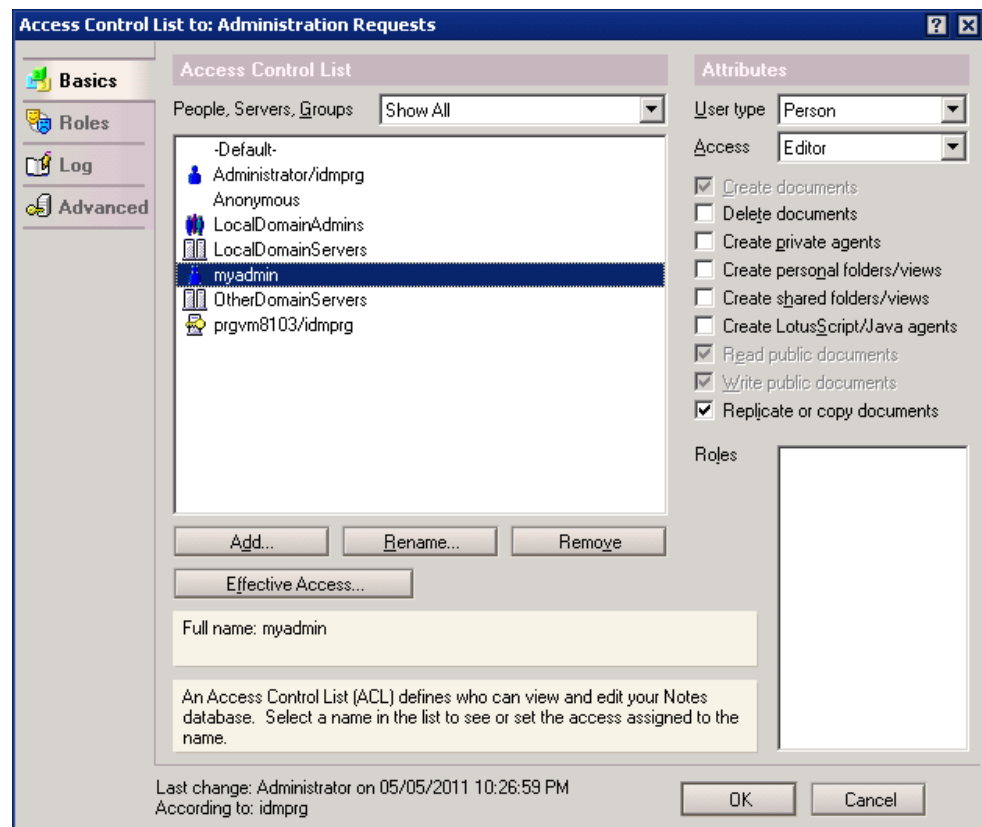 Access Control List to: Administration Requests
Basics
Roles
Log
Advanced
Access Control List
People, Servers, Groups Show All
-Default-
Administrator/idmprg
Anonymous
LocalDomainAdmins
LocalDomainServers
myadmin
OtherDomainServers
prgvm8103/idmprg
Add... Rename... Remove
Effective Access...
Full name: myadmin
An Access Control List (ACL) defines who can view and edit your Notes
database. Select a name in the list to see or set the access assigned to the
name.
Attributes
User type Person
Access Editor
Create documents
Delete documents
Create private agents
Create personal folders/views
Create shared folders/views
Create LotusScript/Java agents
Read public documents
Write public documents
Replicate or copy documents
Roles
Last change: Administrator on 05/05/2011 10:26:59 PM
According to: idmprg
OK Cancel